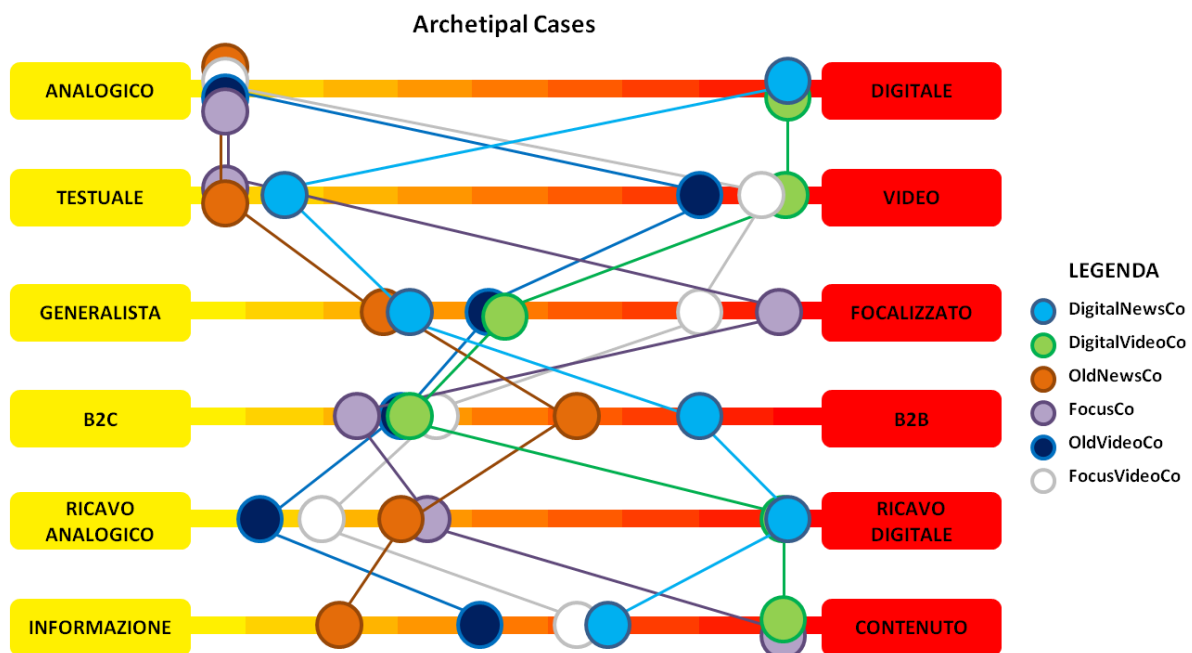 Archetipal Cases
ANALOGICO
DIGITALE
TESTUALE
VIDEO
GENERALISTA
FOCALIZZATO
B2C
B2B
RICAVO
ANALOGICO
RICAVO
DIGITALE
INFORMAZIONE
CONTENUTO
LEGENDA
DigitalNewsCo
DigitalVideoCo
OldNewsCo
FocusCo
OldVideoCo
FocusVideoCo